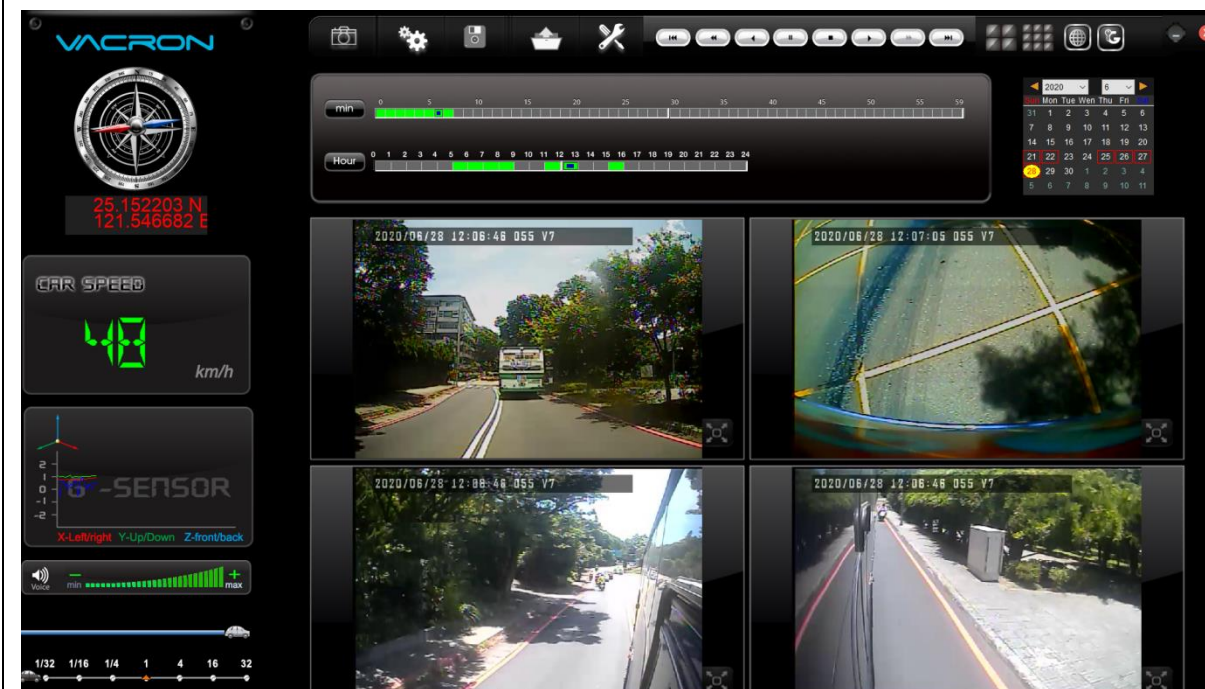 VACRON
25.152203 N
121.546682 E
CAR SPEED
48
km/h
2
1
0
-1
-2
G-SENSOR
X-Left/right Y-Up/Down Z-front/back
Voice
min
max
1/32 1/16 1/4 1 4 16 32
min
0 5 10 15 20 25 30 35 40 45 50 55 59
Hour
0 1 2 3 4 5 6 7 8 9 10 11 12 13 14 15 16 17 18 19 20 21 22 23 24
2020 6
Sun Mon Tue Wen Thu Fri
31 1 2 3 4 5 6
7 8 9 10 11 12 13
14 15 16 17 18 19 20
21 22 23 24 25 26 27
28 29 30 1 2 3 4
5 6 7 8 9 10 11
2020/06/28 12:06:46 055 V7
2020/06/28 12:07:05 055 V7
2020/06/28 12:08:46 055 V7
2020/06/28 12:06:46 055 V7